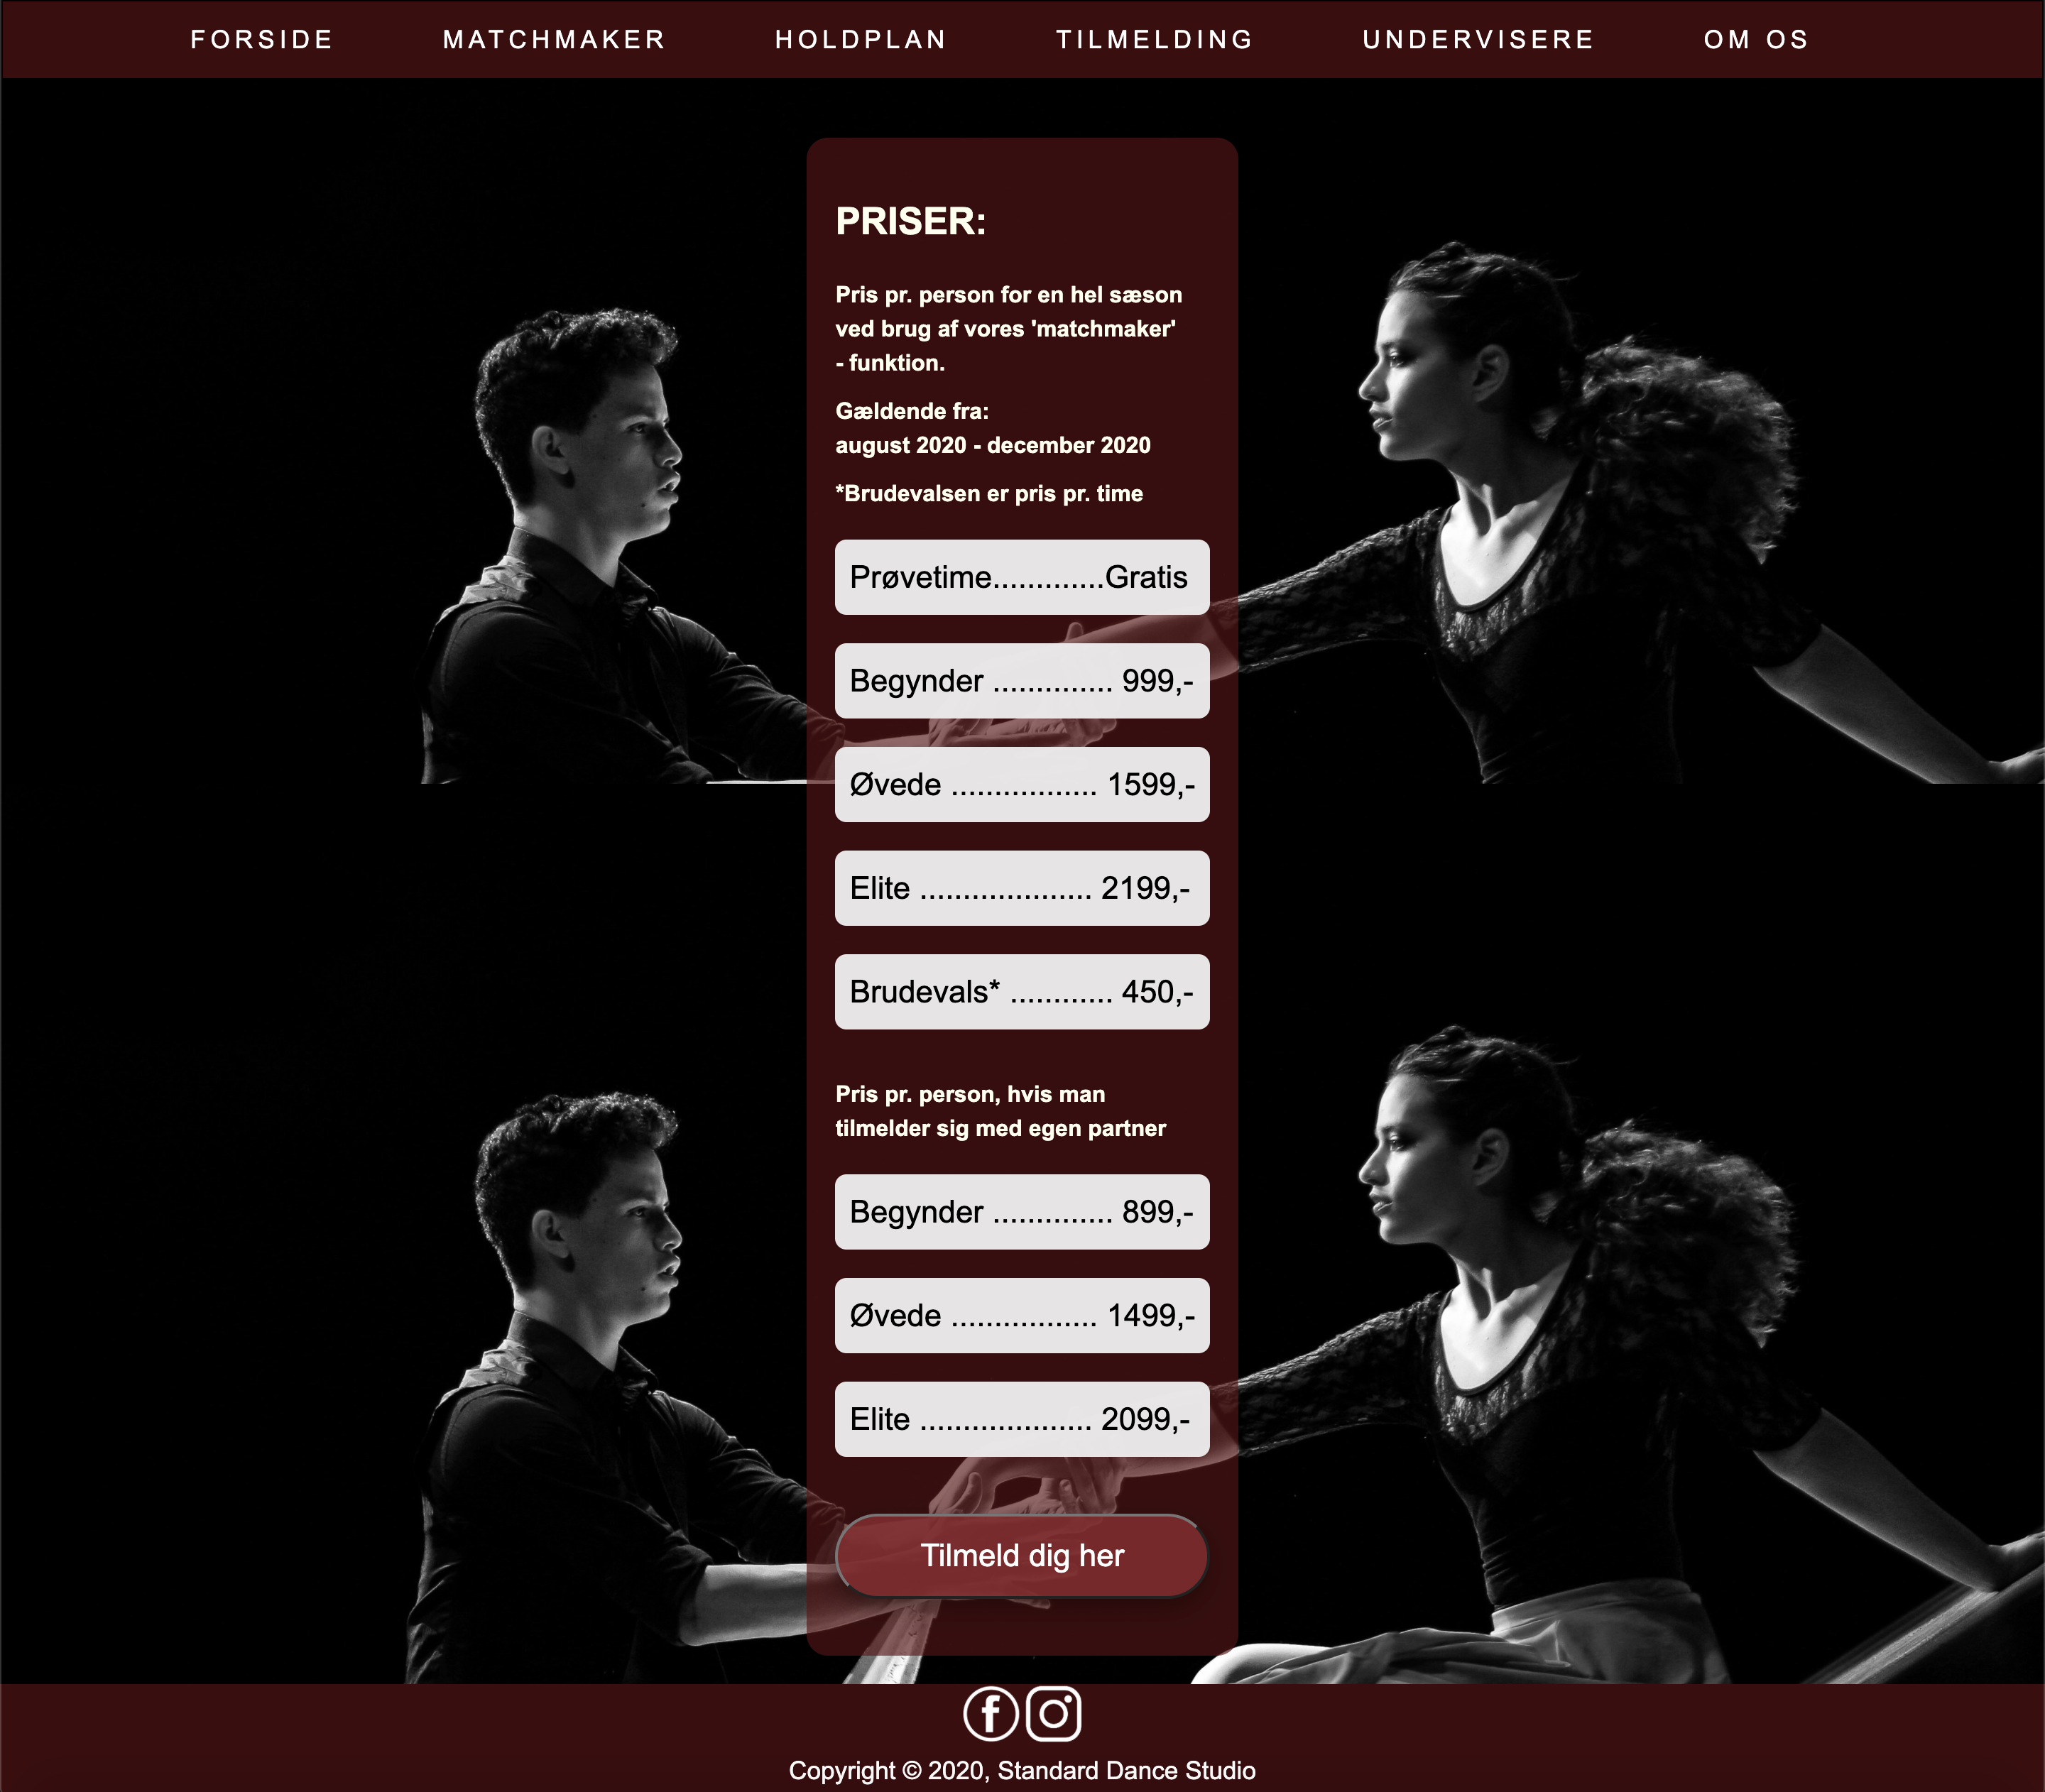 FORSIDE MATCHMAKER HOLDPLAN TILMELDING UNDERVISERE OM OS
PRISER:
Pris pr. person for en hel sæson
ved brug af vores 'matchmaker'
- funktion.
Gældende fra:
august 2020 - december 2020
*Brudevalsen er pris pr. time
Prøvetime.............Gratis
Begynder .............. 999,-
Øvede ................. 1599,-
Elite .................... 2199,-
Brudevals* ............ 450,-
Pris pr. person, hvis man
tilmelder sig med egen partner
Begynder .............. 899,-
Øvede ................. 1499,-
Elite .................... 2099,-
Tilmeld dig her
Copyright © 2020, Standard Dance Studio